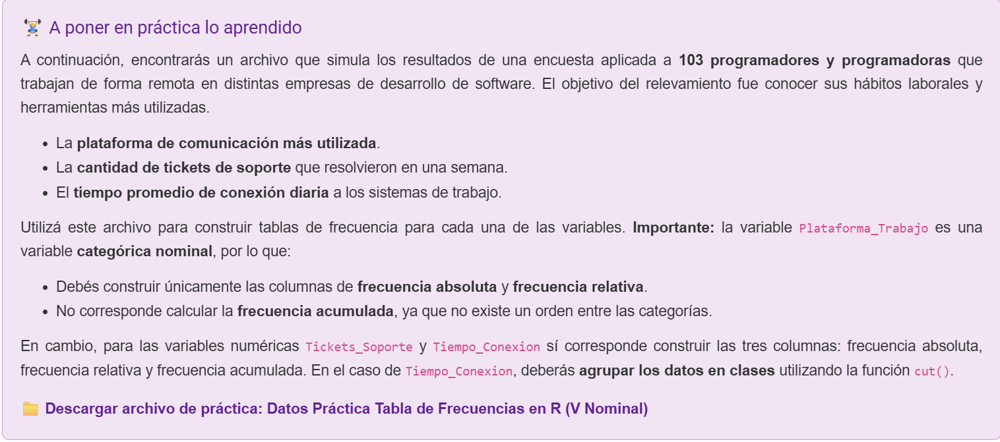 A poner en práctica lo aprendido
A continuación, encontrarás un archivo que simula los resultados de una encuesta aplicada a 103 programadores y programadoras que
trabajan de forma remota en distintas empresas de desarrollo de software. El objetivo del relevamiento fue conocer sus hábitos laborales y
herramientas más utilizadas.
• La plataforma de comunicación más utilizada.
• La cantidad de tickets de soporte que resolvieron en una semana.
• El tiempo promedio de conexión diaria a los sistemas de trabajo.
Utilizá este archivo para construir tablas de frecuencia para cada una de las variables. Importante: la variable Plataforma_Trabajo es una
variable categórica nominal, por lo que:
• Debés construir únicamente las columnas de frecuencia absoluta y frecuencia relativa.
• No corresponde calcular la frecuencia acumulada, ya que no existe un orden entre las categorías.
En cambio, para las variables numéricas Tickets_Soporte y Tiempo_Conexion sí corresponde construir las tres columnas: frecuencia absoluta,
frecuencia relativa y frecuencia acumulada. En el caso de Tiempo_Conexion, deberás agrupar los datos en clases utilizando la función cut().
Descargar archivo de práctica: Datos Práctica Tabla de Frecuencias en R (V Nominal)